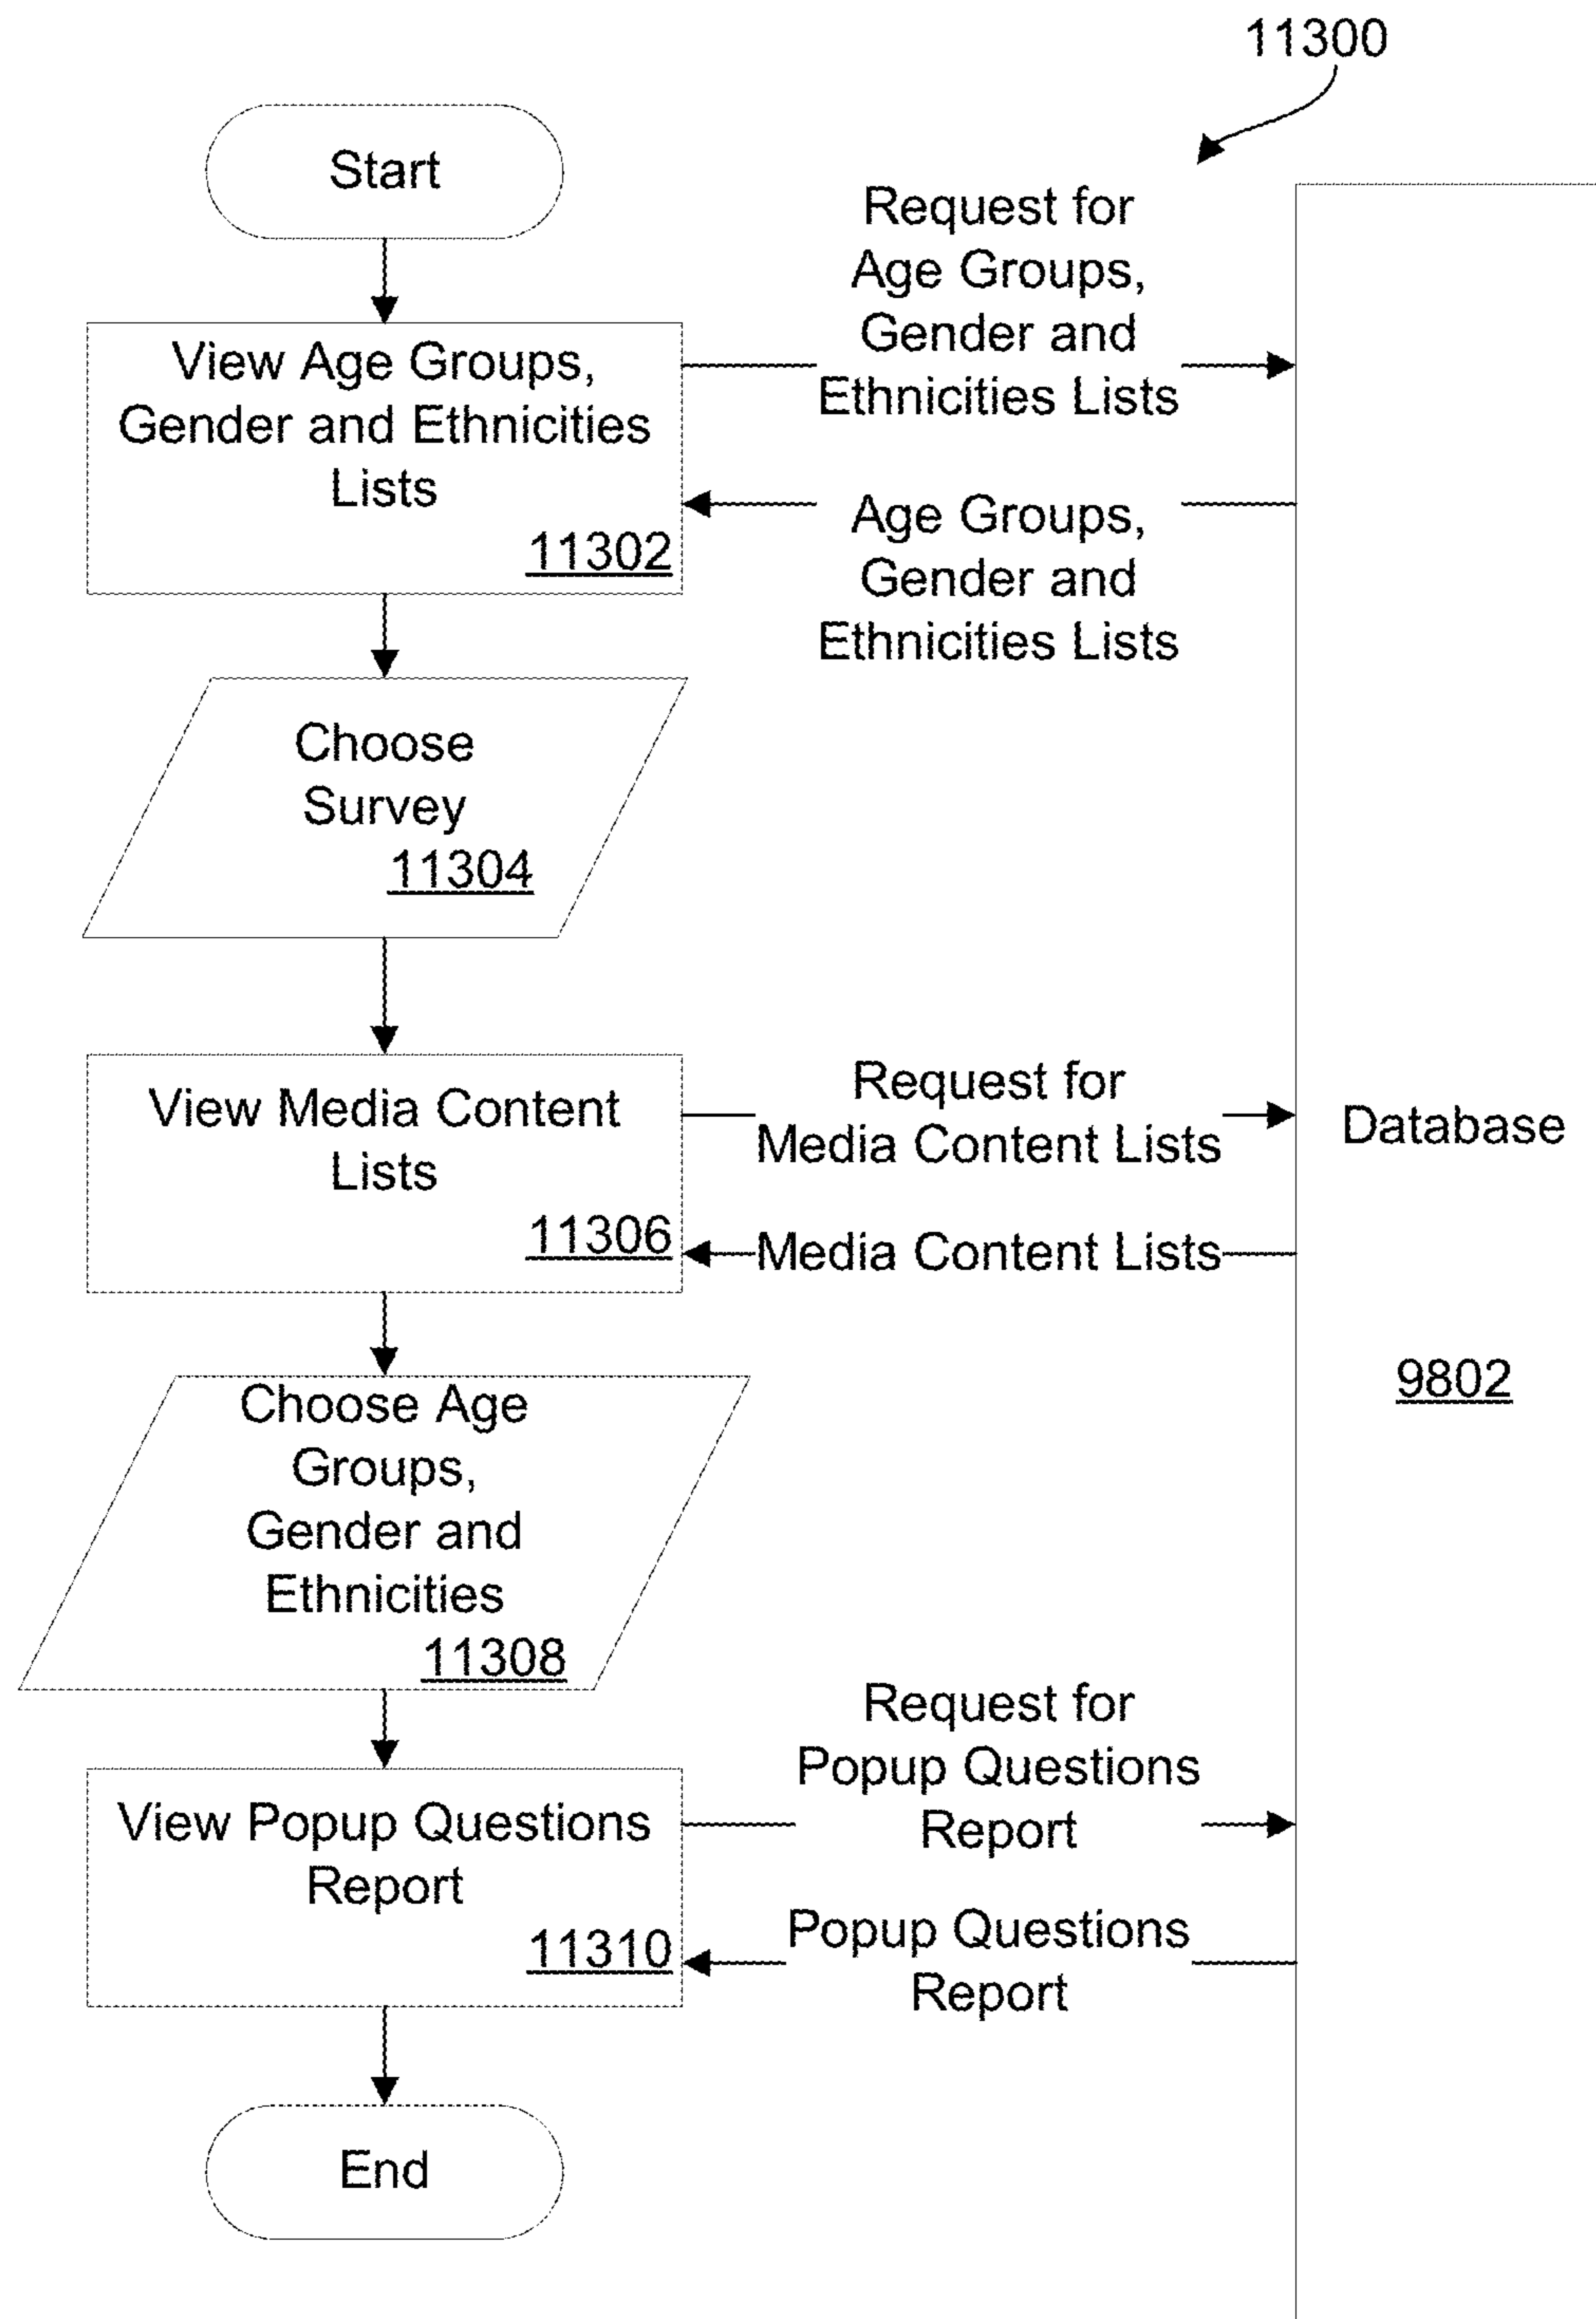 11300
Start
Request for
Age Groups,
Gender and
Ethnicities Lists
View Age Groups,
Gender and Ethnicities
Lists
11302
Age Groups,
Gender and
Ethnicities Lists
Choose
Survey
11304
View Media Content
Lists
11306
Request for
Media Content Lists
Media Content Lists
Database
9802
Choose Age
Groups,
Gender and
Ethnicities
11308
View Popup Questions
Report
11310
Request for
Popup Questions
Report
Popup Questions
Report
End